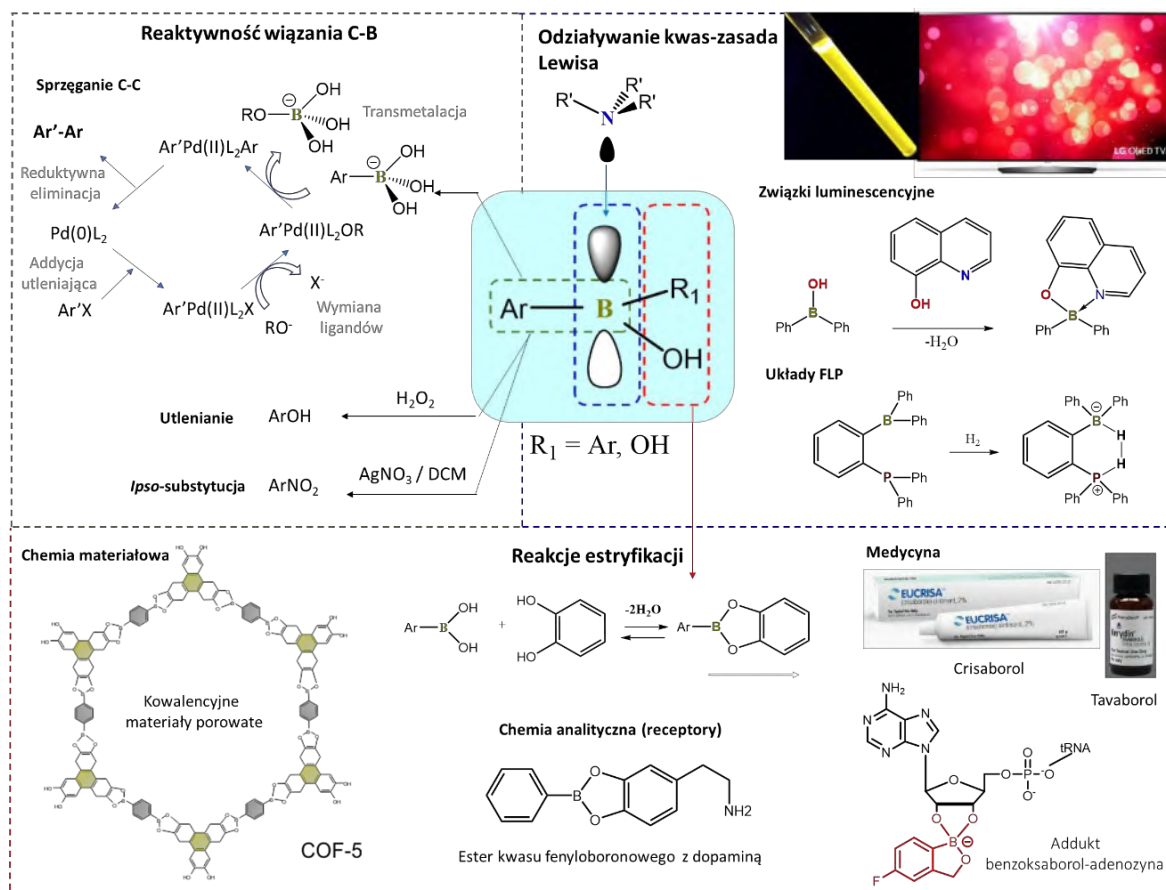 Reaktywność wiązania C-B
Sprzęganie C-C
Ar'-Ar
Reduktywna
eliminacja
Pd(0)L2
Addycja
utleniająca
Ar'X
Ar'Pd(II)L2Ar
RO
B
⊖
OH
OH
OH
Transmetalacja
Ar
B
⊖
OH
OH
OH
Ar'Pd(II)L2OR
Ar'Pd(II)L2X
RO-
X-
Wymiana
ligandów
Utlenianie
ArOH
H2O2
Ipso-substytucja
ArNO2
AgNO3 / DCM
Odziaływanie kwas-zasada
Lewisa
R'
R'
R'
N
Ar
B
R1
OH
R1 = Ar, OH
LG OLED TV
Związki luminescencyjne
OH
B
Ph
Ph
N
OH
-H2O
O
N
B
Ph
Ph
Układy FLP
Ph
B
Ph
P
Ph
Ph
H2
Ph
⊖
Ph
B
H
H
P
⊕
Ph
Ph
Chemia materiałowa
Kowalencyjne
materiały porowate
COF-5
Reakcje estryfikacji
Ar
B
OH
OH
+
HO
HO
-2H2O
Ar
B
O
O
Chemia analityczna (receptory)
B
O
O
NH2
Ester kwasu fenyloboronowego z dopaminą
Medycyna
EUCRISA
EUCRISA
Crisaborol
Tavaborol
NH2
N
N
N
N
O
O
P
O-
O-
O
tRNA
O
O
B
⊖
O
F
Addukt
benzoksaborol-adenozyna